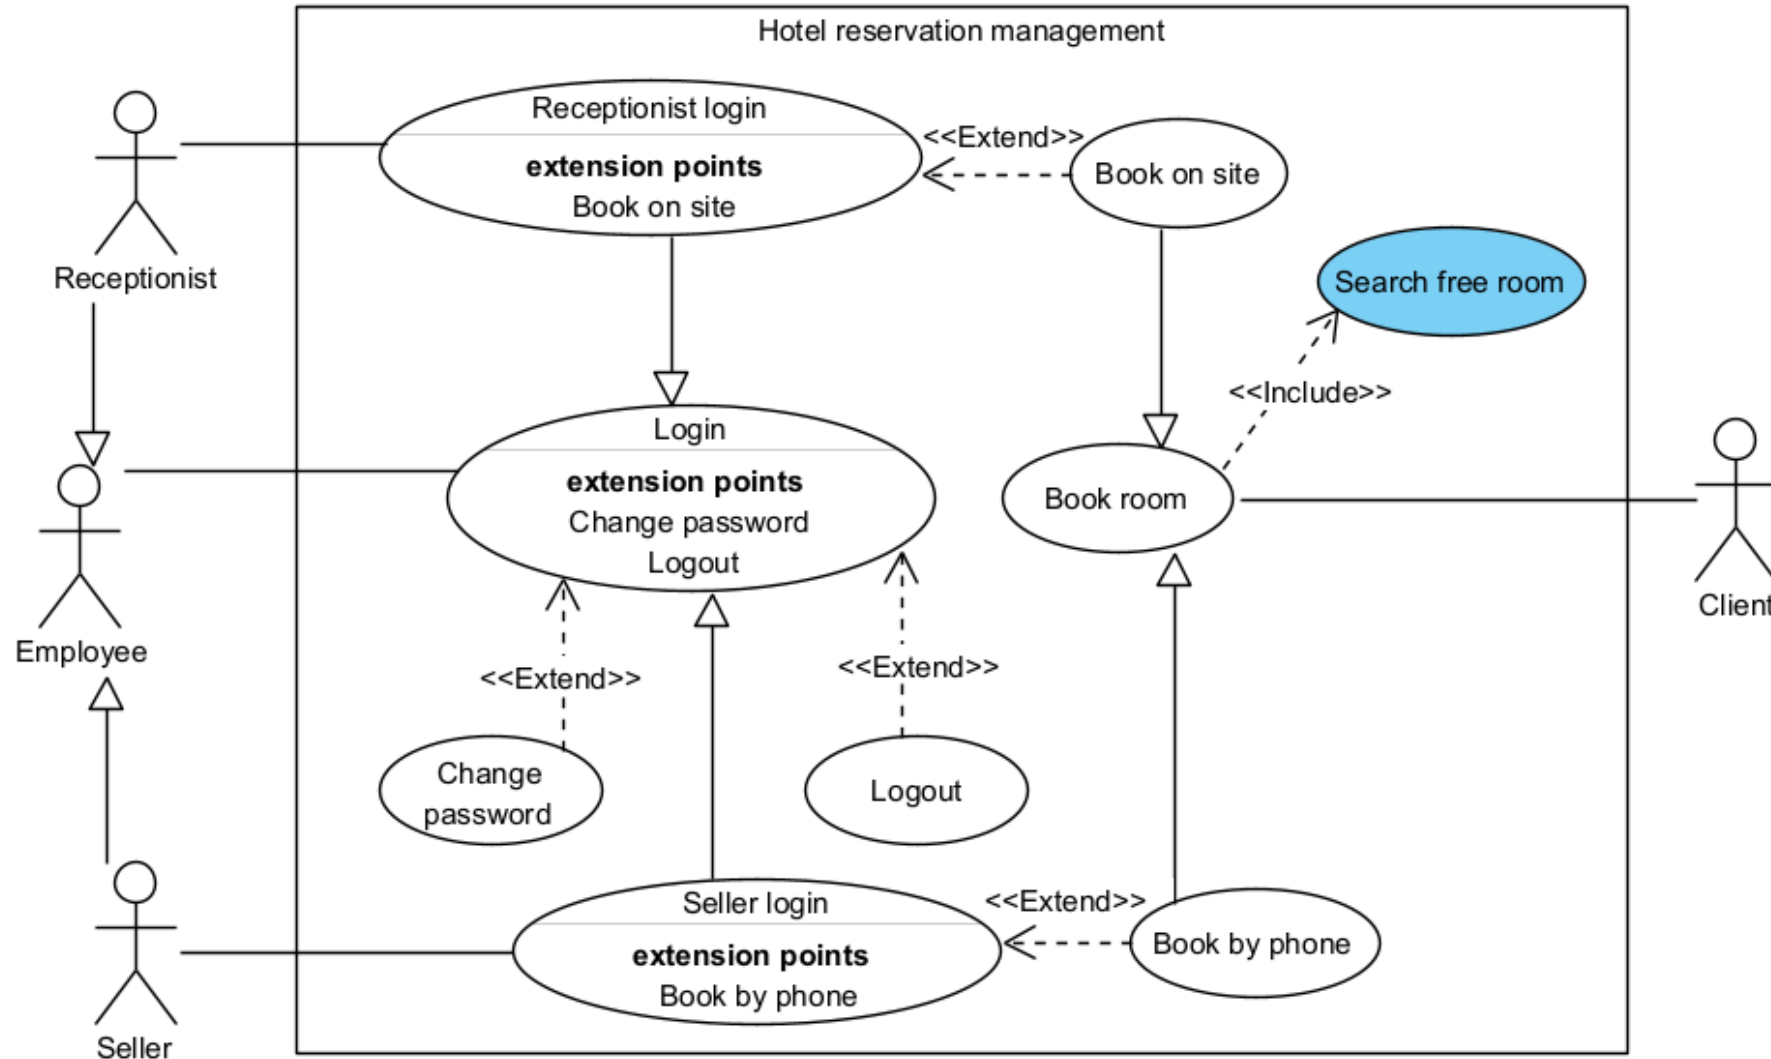 Hotel reservation management
Receptionist login
extension points
Book on site
<<Extend>>
Book on site
Receptionist
Search free room
<<Include>>
Login
extension points
Change password
Logout
Book room
Employee
Client
<<Extend>>
<<Extend>>
Change
password
Logout
Seller login
extension points
Book by phone
<<Extend>>
Book by phone
Seller